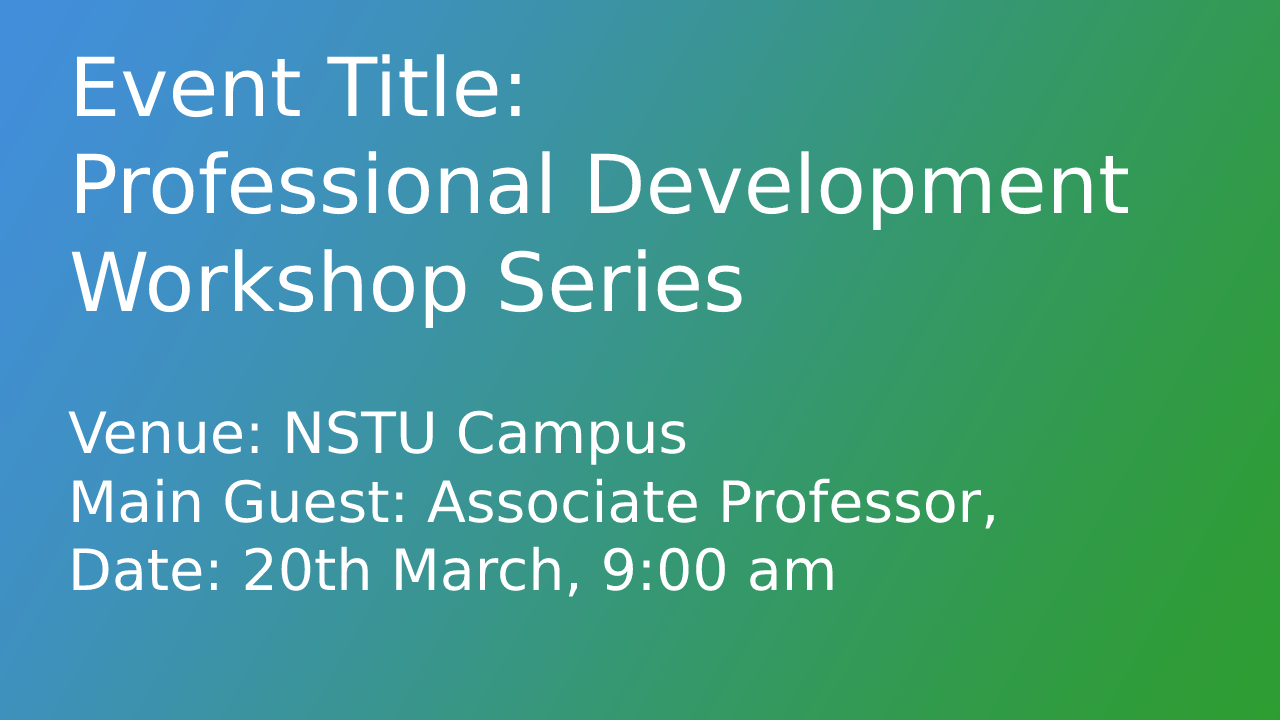 Event Title:
Professional Development
Workshop Series
Venue: NSTU Campus
Main Guest: Associate Professor,
Date: 20th March, 9:00 am